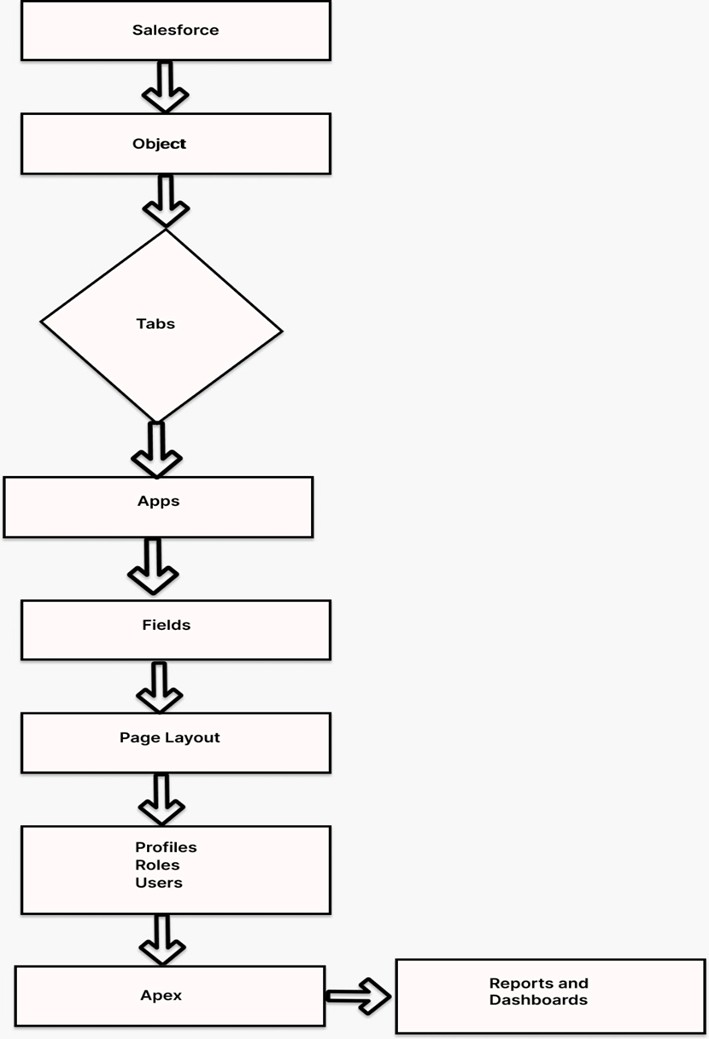 Salesforce
Object
Tabs
Apps
Fields
Page Layout
Profiles
Roles
Users
Apex
Reports and
Dashboards